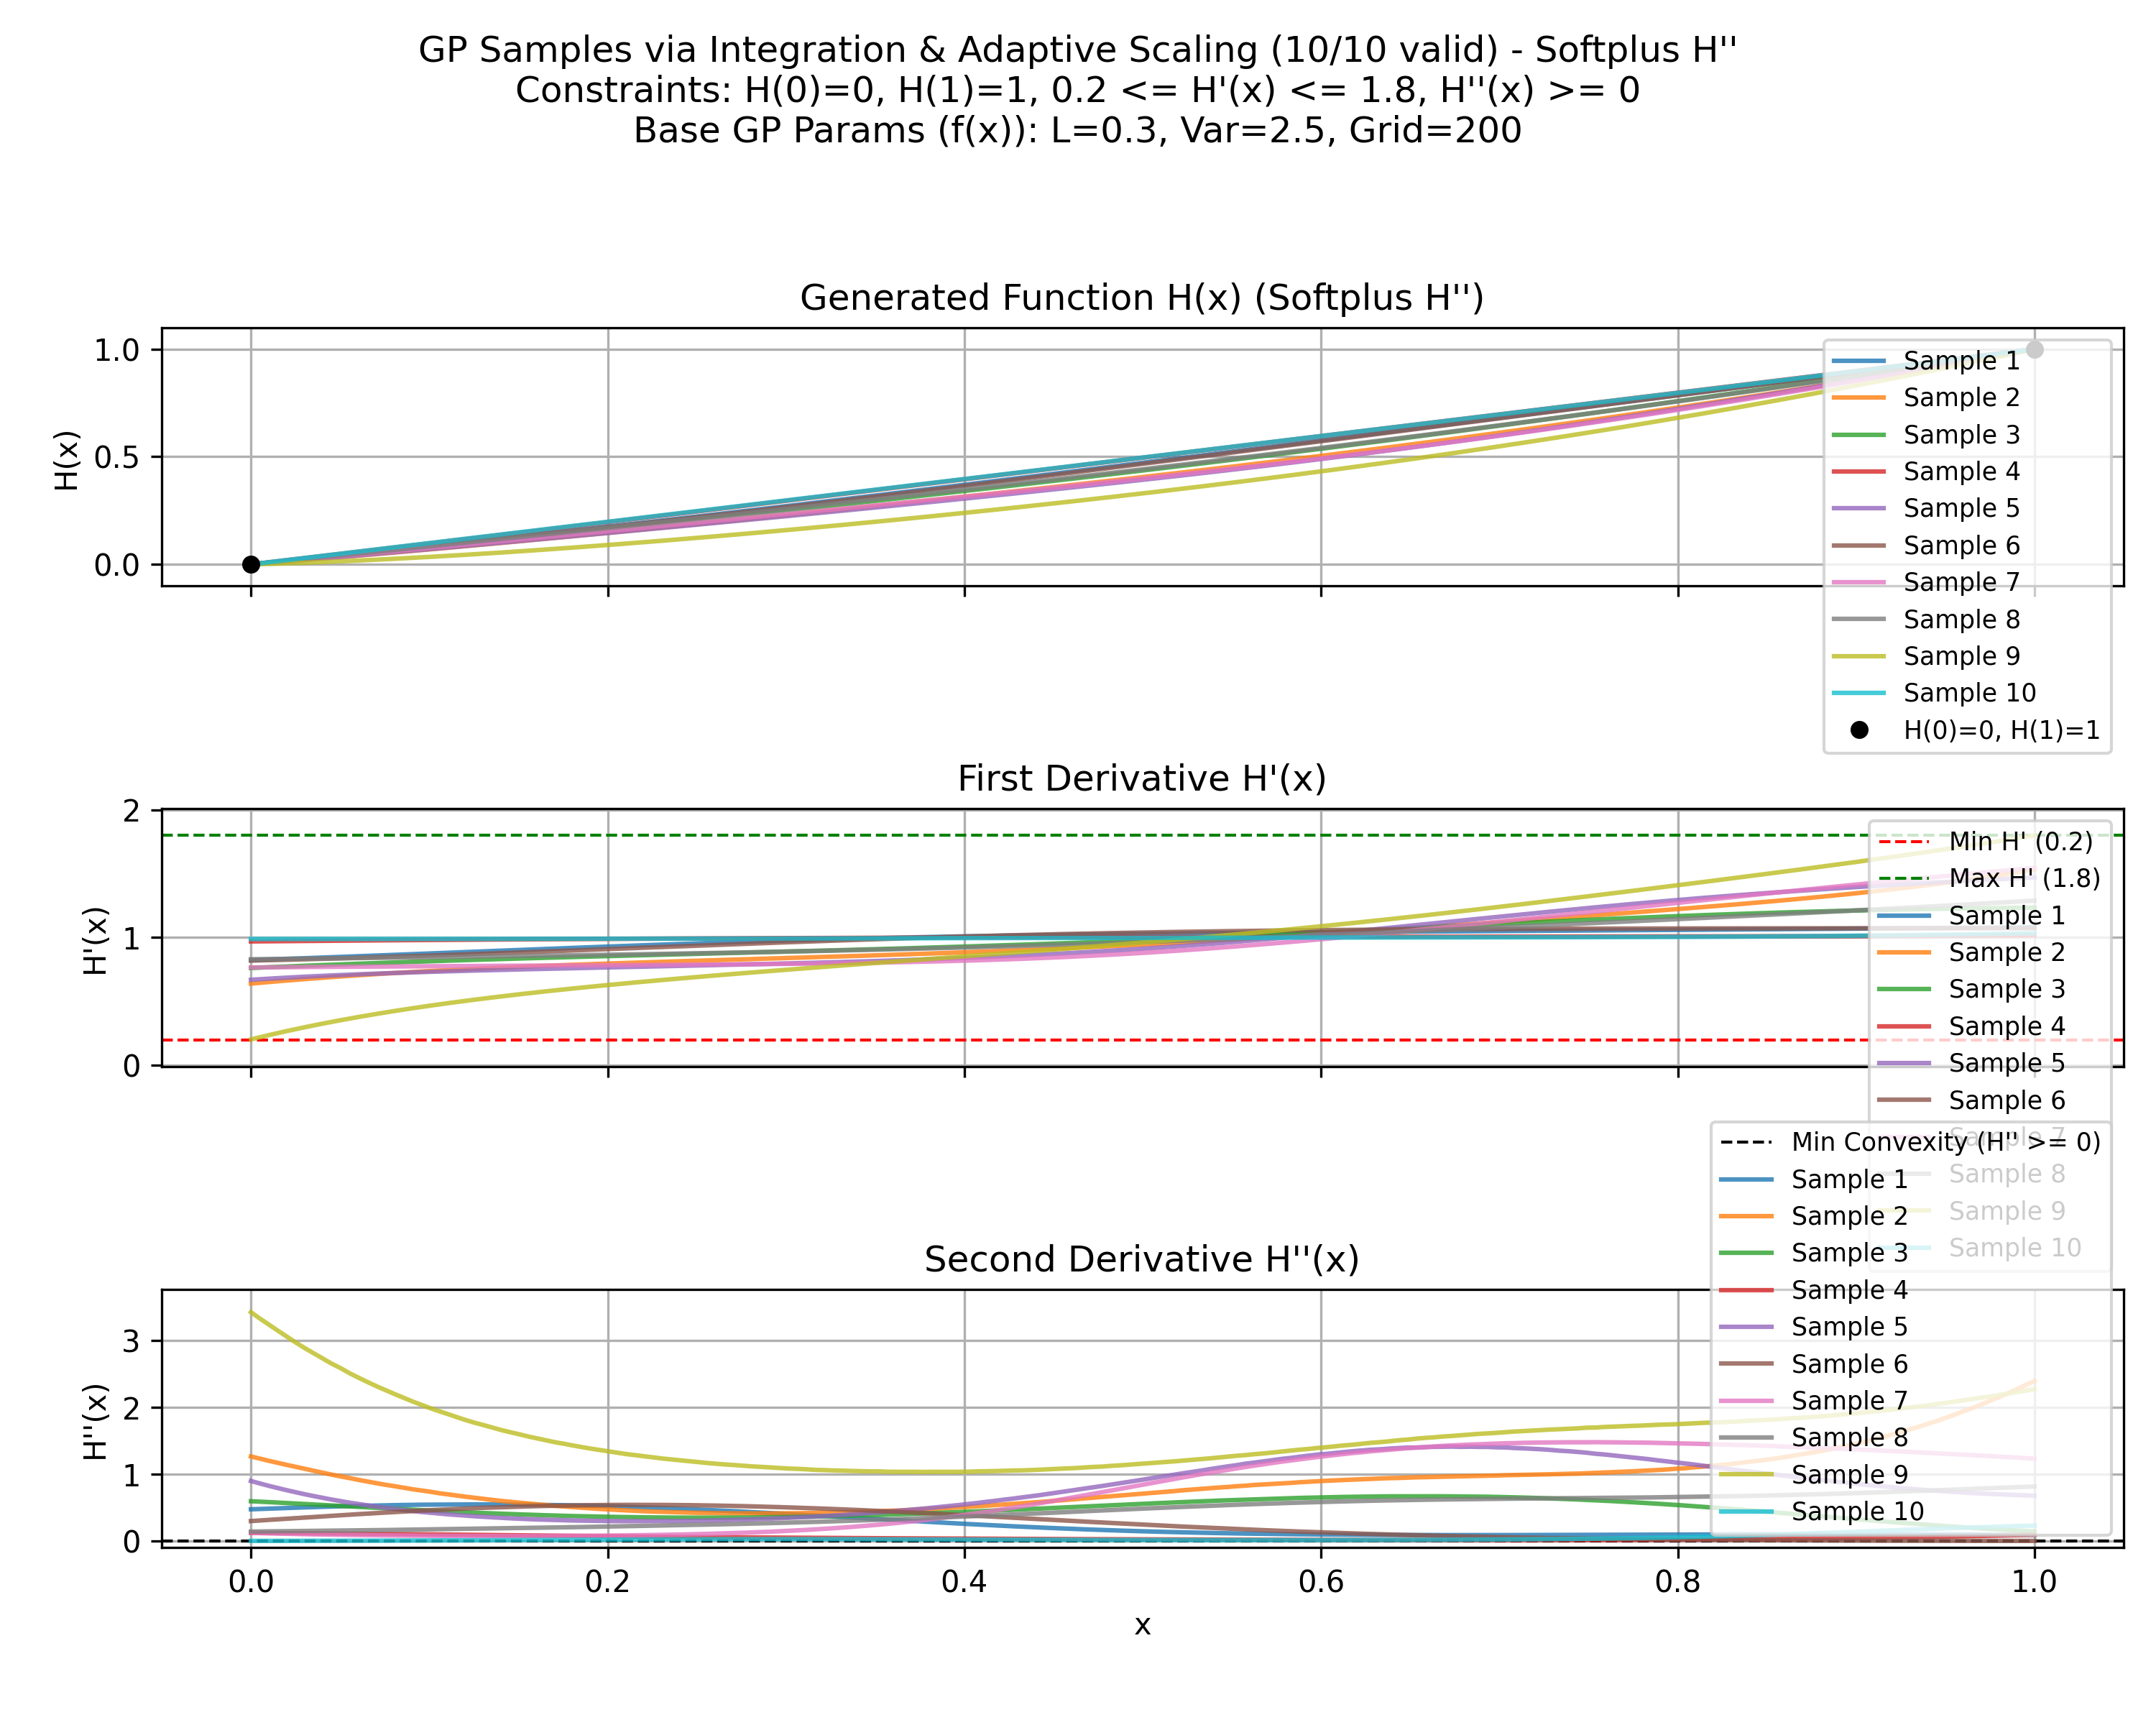 GP Samples via Integration & Adaptive Scaling (10/10 valid) - Softplus H''
Constraints: H(0)=0, H(1)=1, 0.2 <= H'(x) <= 1.8, H''(x) >= 0
Base GP Params (f(x)): L=0.3, Var=2.5, Grid=200
Generated Function H(x) (Softplus H'')
H(x)
1.0
0.5
0.0
Sample 1
Sample 2
Sample 3
Sample 4
Sample 5
Sample 6
Sample 7
Sample 8
Sample 9
Sample 10
H(0)=0, H(1)=1
First Derivative H'(x)
H'(x)
2
1
0
Min H' (0.2)
Max H' (1.8)
Sample 1
Sample 2
Sample 3
Sample 4
Sample 5
Sample 6
Sample 7
Sample 8
Sample 9
Sample 10
Second Derivative H''(x)
H''(x)
3
2
1
0
Min Convexity (H'' >= 0)
Sample 1
Sample 2
Sample 3
Sample 4
Sample 5
Sample 6
Sample 7
Sample 8
Sample 9
Sample 10
0.0
0.2
0.4
0.6
0.8
1.0
x